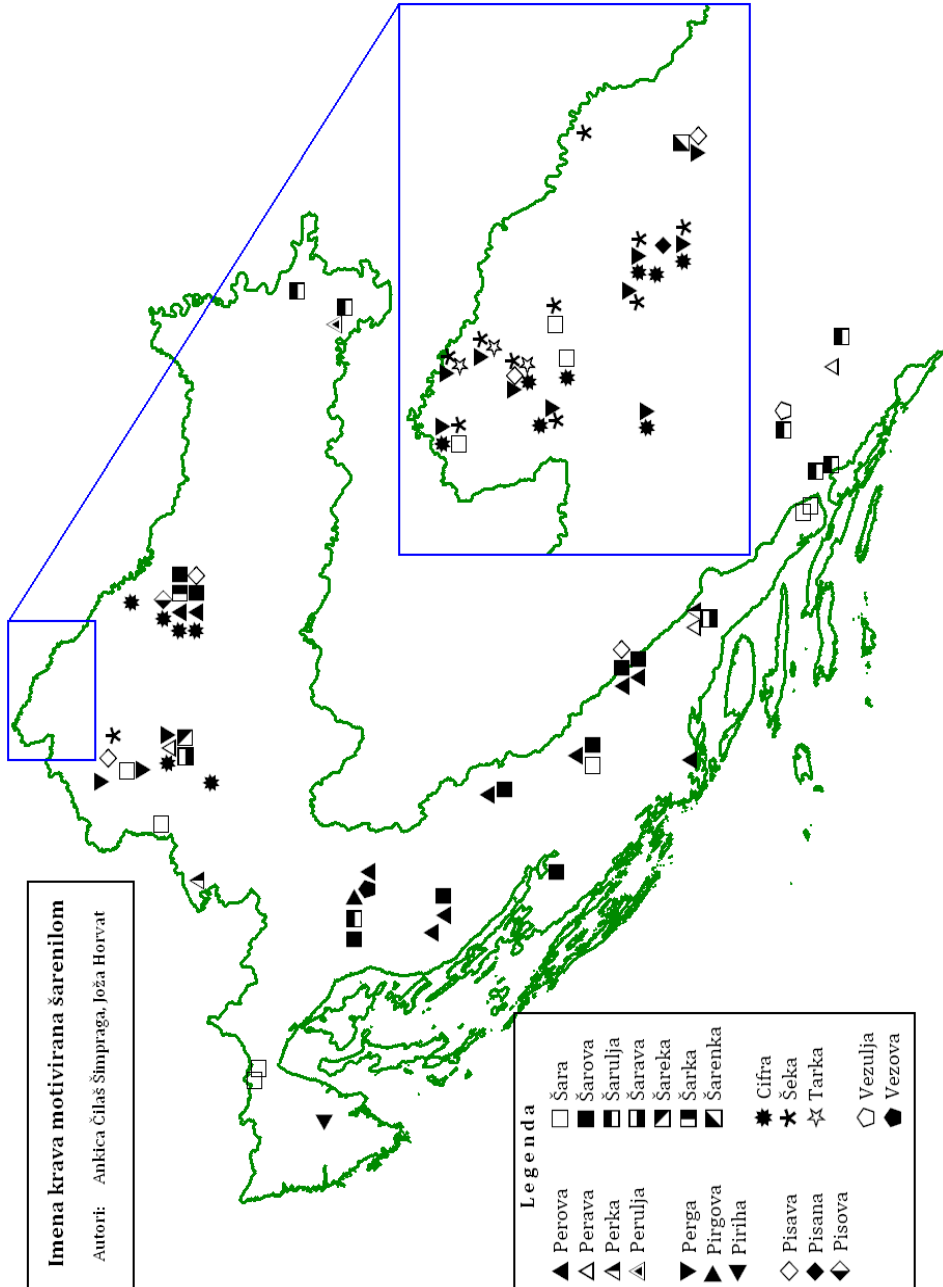 Imena krava motivirana šarenilom
Autori: Ankica Čilaš Šimpraga, Joža Horvat
Legenda
Perova
Perava
Perka
Perulja
Perga
Pirgova
Piriha
Pisava
Pisana
Pisova
Šara
Šarova
Šarulja
Šarava
Šareka
Šarka
Šarenka
Cifra
Šeka
Tarka
Vezulja
Vezova